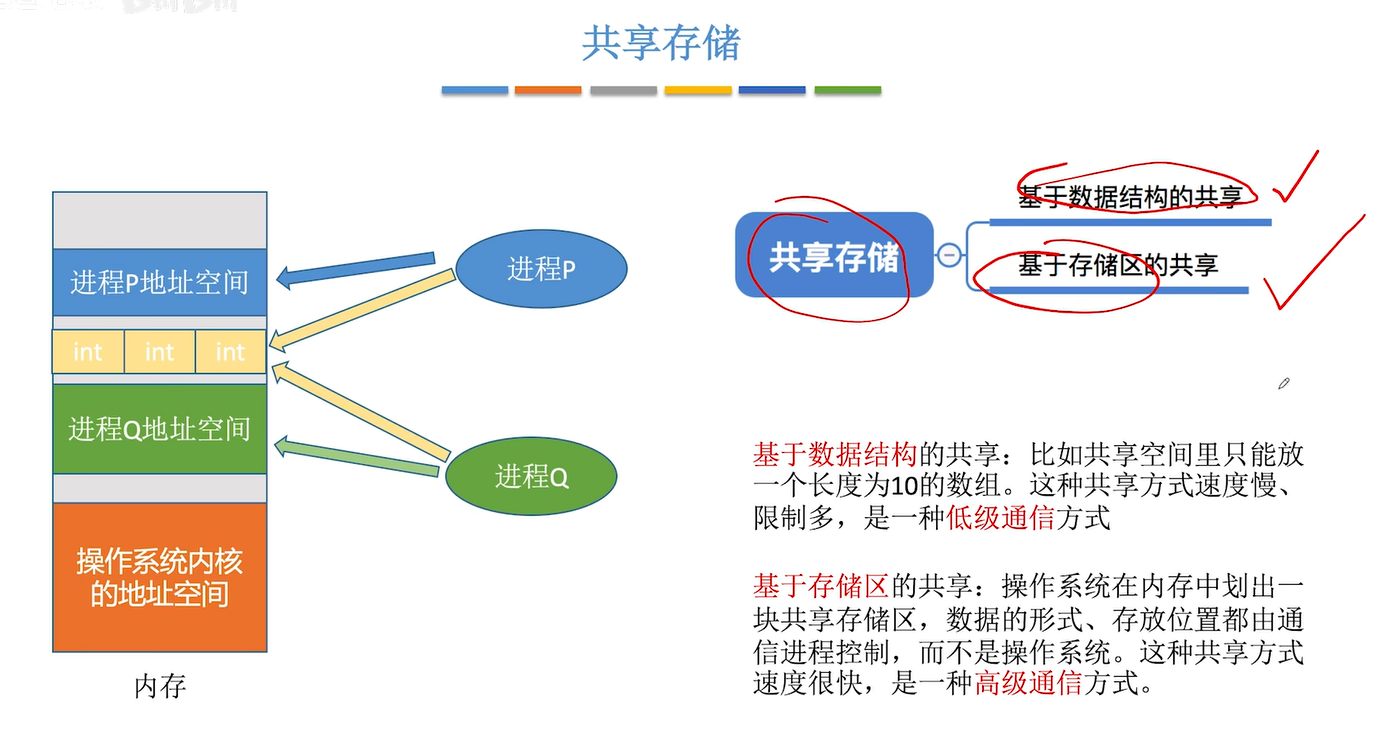 共享存储
进程P地址空间
int int int
进程Q地址空间
操作系统内核
的地址空间
内存
进程P
进程Q
共享存储
基于数据结构的共享
基于存储区的共享
基于数据结构的共享：比如共享空间里只能放
一个长度为10的数组。这种共享方式速度慢、
限制多，是一种低级通信方式
基于存储区的共享：操作系统在内存中划出一
块共享存储区，数据的形式、存放位置都由通
信进程控制，而不是操作系统。这种共享方式
速度很快，是一种高级通信方式。